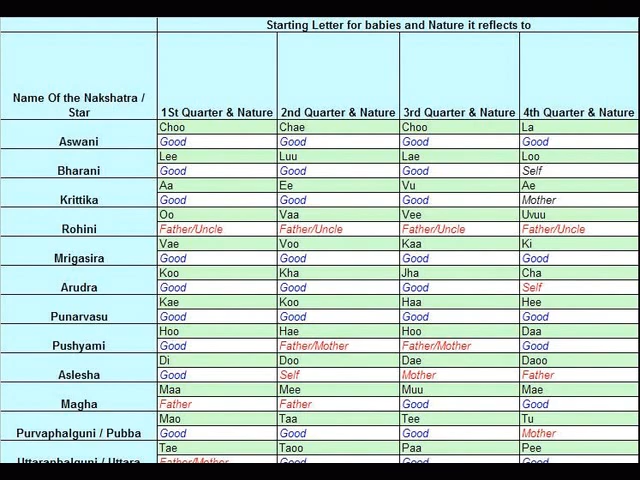 Starting Letter for babies and Nature it reflects to
Name Of the Nakshatra / Star 1St Quarter & Nature 2nd Quarter & Nature 3rd Quarter & Nature 4th Quarter & Nature
Choo Chae Choo La
Aswani Good Good Good Good
Lee Luu Lae Loo
Bharani Good Good Good Self
Aa Ee Vu Ae
Krittika Good Good Good Mother
Oo Vaa Vee Uvuu
Rohini Father/Uncle Father/Uncle Father/Uncle Father/Uncle
Vae Voo Kaa Ki
Mrigasira Good Good Good Good
Koo Kha Jha Cha
Arudra Good Good Good Self
Kae Koo Haa Hee
Punarvasu Good Good Good Good
Hoo Hae Hoo Daa
Pushyami Good Father/Mother Father/Mother Good
Di Doo Dae Daoo
Aslesha Good Self Mother Father
Maa Mee Muu Mae
Magha Father Father Good Good
Mao Taa Tee Tu
Purvaphalguni / Pubba Good Good Good Mother
Tae Taoo Paa Pee
Uttaraphalguni / Uttara Father/Mother Good Good Good